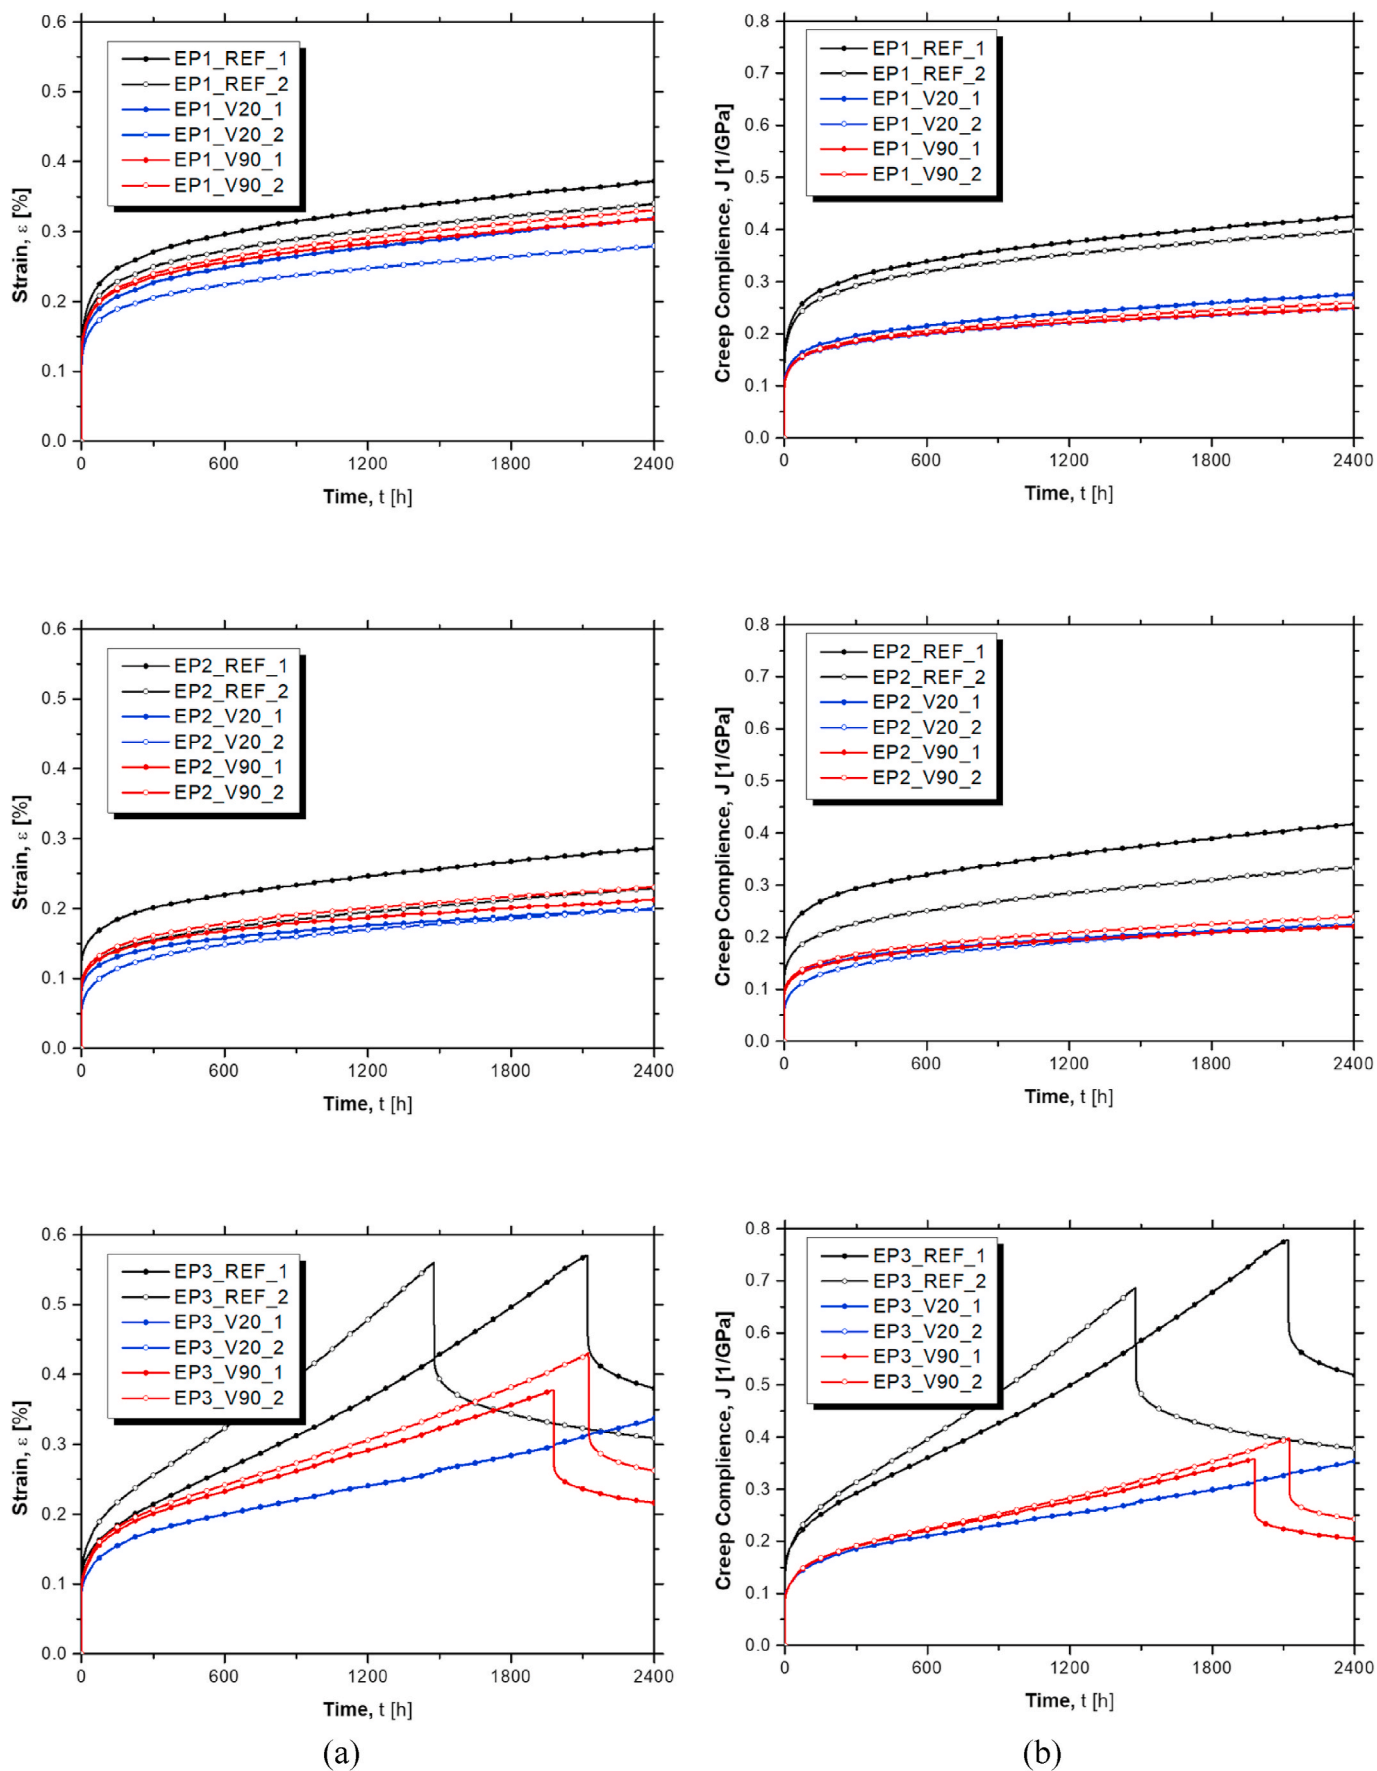 0.6
0.5
0.4
0.3
0.2
0.1
0.0
Strain, ε [%]
EP1_REF_1
EP1_REF_2
EP1_V20_1
EP1_V20_2
EP1_V90_1
EP1_V90_2
0 600 1200 1800 2400
Time, t [h]
0.8
0.7
0.6
0.5
0.4
0.3
0.2
0.1
0.0
Creep Complience, J [1/GPa]
EP1_REF_1
EP1_REF_2
EP1_V20_1
EP1_V20_2
EP1_V90_1
EP1_V90_2
0 600 1200 1800 2400
Time, t [h]
0.6
0.5
0.4
0.3
0.2
0.1
0.0
Strain, ε [%]
EP2_REF_1
EP2_REF_2
EP2_V20_1
EP2_V20_2
EP2_V90_1
EP2_V90_2
0 600 1200 1800 2400
Time, t [h]
0.8
0.7
0.6
0.5
0.4
0.3
0.2
0.1
0.0
Creep Complience, J [1/GPa]
EP2_REF_1
EP2_REF_2
EP2_V20_1
EP2_V20_2
EP2_V90_1
EP2_V90_2
0 600 1200 1800 2400
Time, t [h]
0.6
0.5
0.4
0.3
0.2
0.1
0.0
Strain, ε [%]
EP3_REF_1
EP3_REF_2
EP3_V20_1
EP3_V20_2
EP3_V90_1
EP3_V90_2
0 600 1200 1800 2400
Time, t [h]
0.8
0.7
0.6
0.5
0.4
0.3
0.2
0.1
0.0
Creep Complience, J [1/GPa]
EP3_REF_1
EP3_REF_2
EP3_V20_1
EP3_V20_2
EP3_V90_1
EP3_V90_2
0 600 1200 1800 2400
Time, t [h]
(a)
(b)